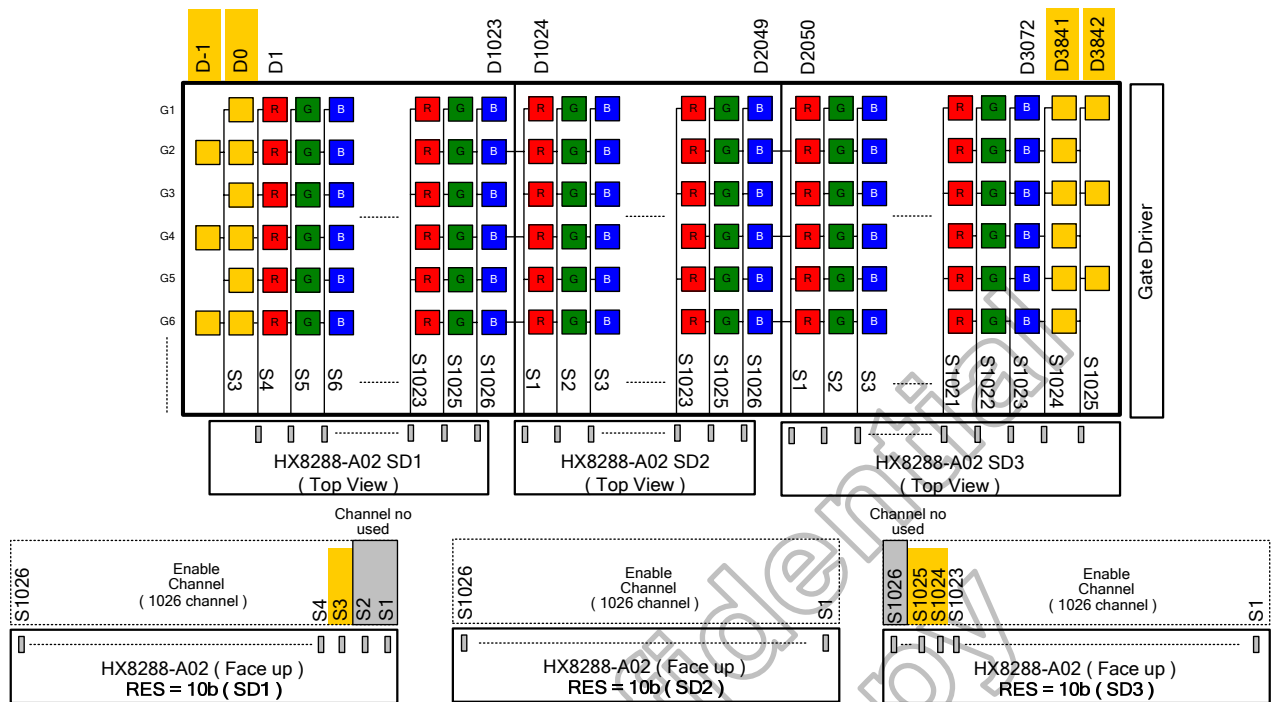 D-1 D0 D1 D1023 D1024 D2049 D2050 D3072 D3841 D3842
G1 R G B R G B R G B R G B R G B R G B
G2 R G B R G B R G B R G B R G B R G B
G3 R G B R G B R G B R G B R G B R G B
G4 R G B R G B R G B R G B R G B R G B
G5 R G B R G B R G B R G B R G B R G B
G6 R G B R G B R G B R G B R G B R G B
Gate Driver
S3 S4 S5 S6 S1023 S1025 S1026 S1 S2 S3 S1023 S1025 S1026 S1 S2 S3 S1021 S1022 S1023 S1024 S1025
HX8288-A02 SD1
( Top View )
HX8288-A02 SD2
( Top View )
HX8288-A02 SD3
( Top View )
Channel no
used
S1026
Enable
Channel
( 1026 channel )
S4 S3 S2 S1
HX8288-A02 ( Face up )
RES = 10b ( SD1 )
S1026
Enable
Channel
( 1026 channel )
S1
HX8288-A02 ( Face up )
RES = 10b ( SD2 )
Channel no
used
S1026 S1025 S1024 S1023
Enable
Channel
( 1026 channel )
S1
HX8288-A02 ( Face up )
RES = 10b ( SD3 )